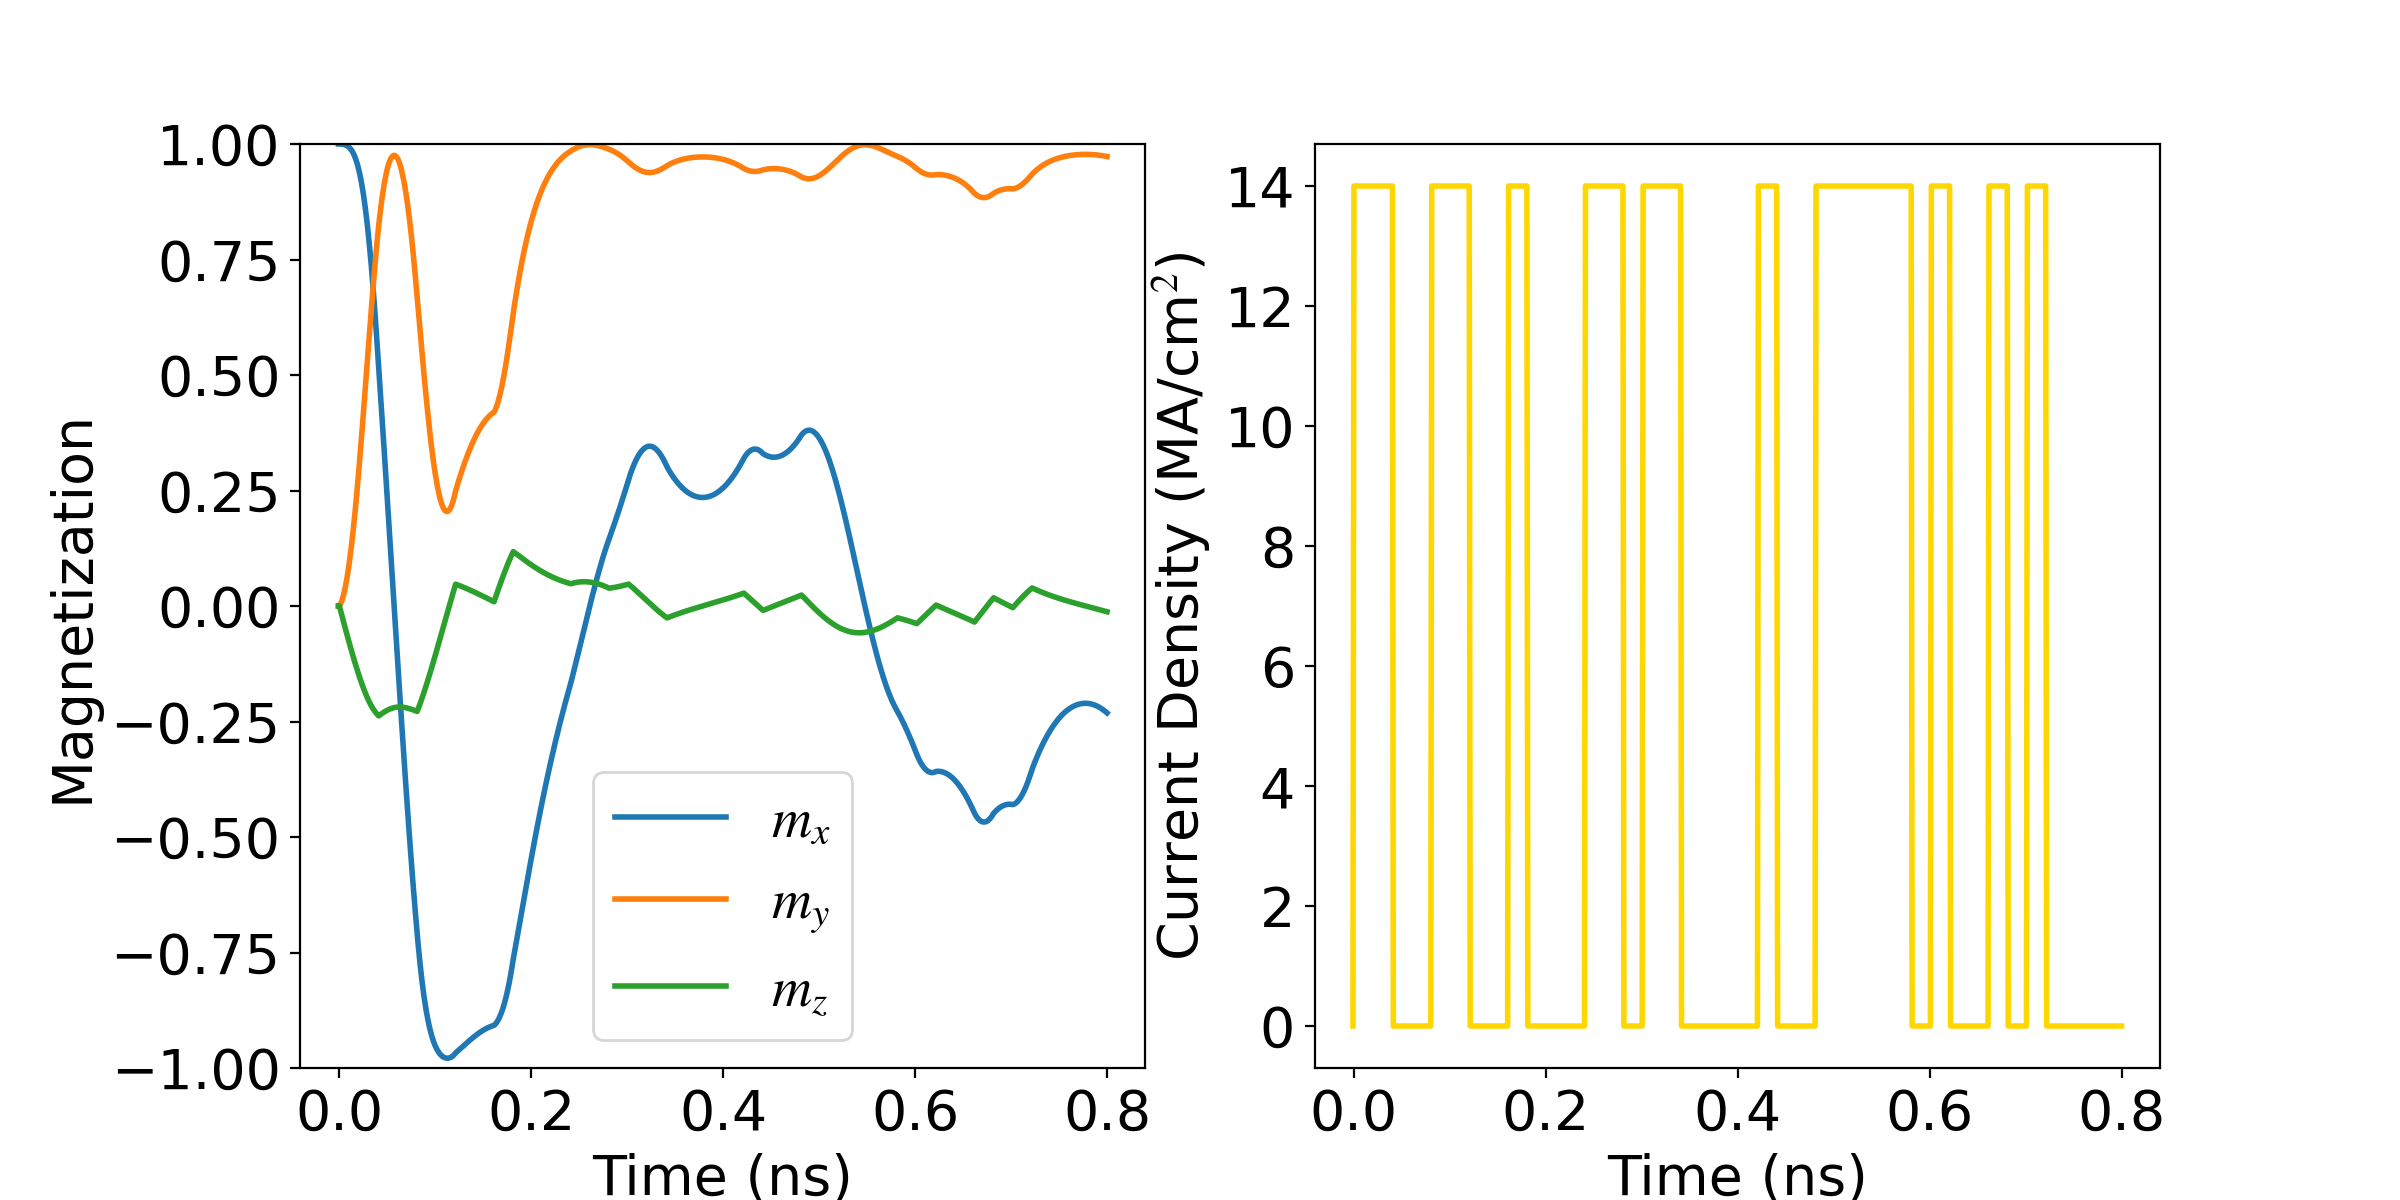 1.00
0.75
0.50
0.25
0.00
−0.25
−0.50
−0.75
−1.00
Magnetization
0.0 0.2 0.4 0.6 0.8
Time (ns)
m_x
m_y
m_z
14
12
10
8
6
4
2
0
Current Density (MA/cm²)
0.0 0.2 0.4 0.6 0.8
Time (ns)